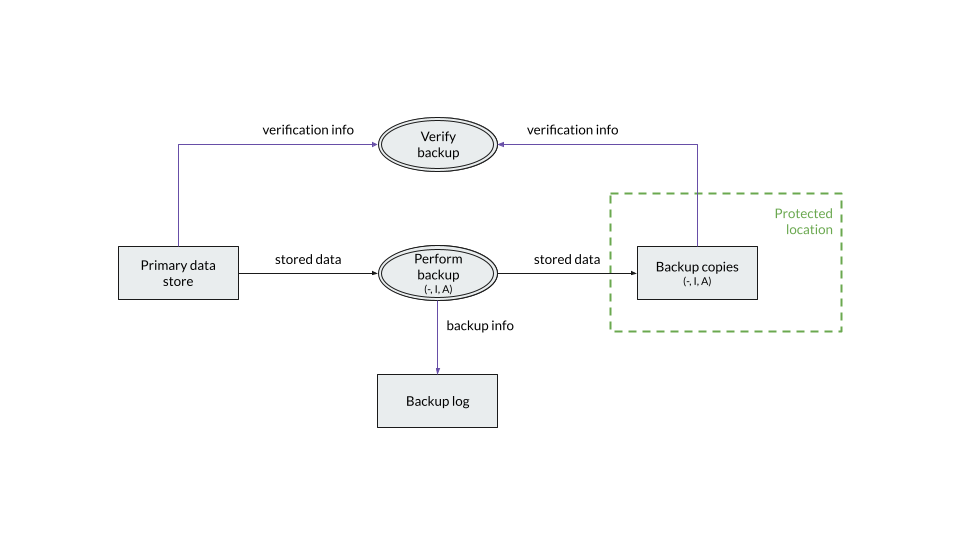 verification info
Verify
backup
verification info
Protected
location
Primary data
store
stored data
Perform
backup
(-, I, A)
stored data
Backup copies
(-, I, A)
backup info
Backup log